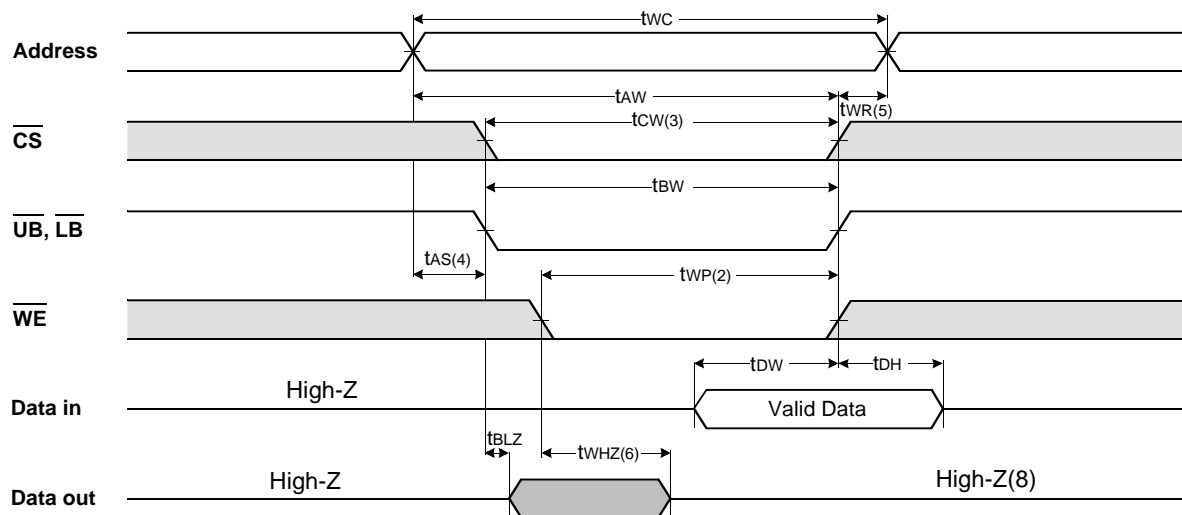 tWC
Address
tAW
tWR(5)
tCW(3)
CS
tBW
UB, LB
tAS(4)
tWP(2)
WE
tDW
tDH
High-Z
Valid Data
Data in
tBLZ
tWHZ(6)
High-Z
High-Z(8)
Data out